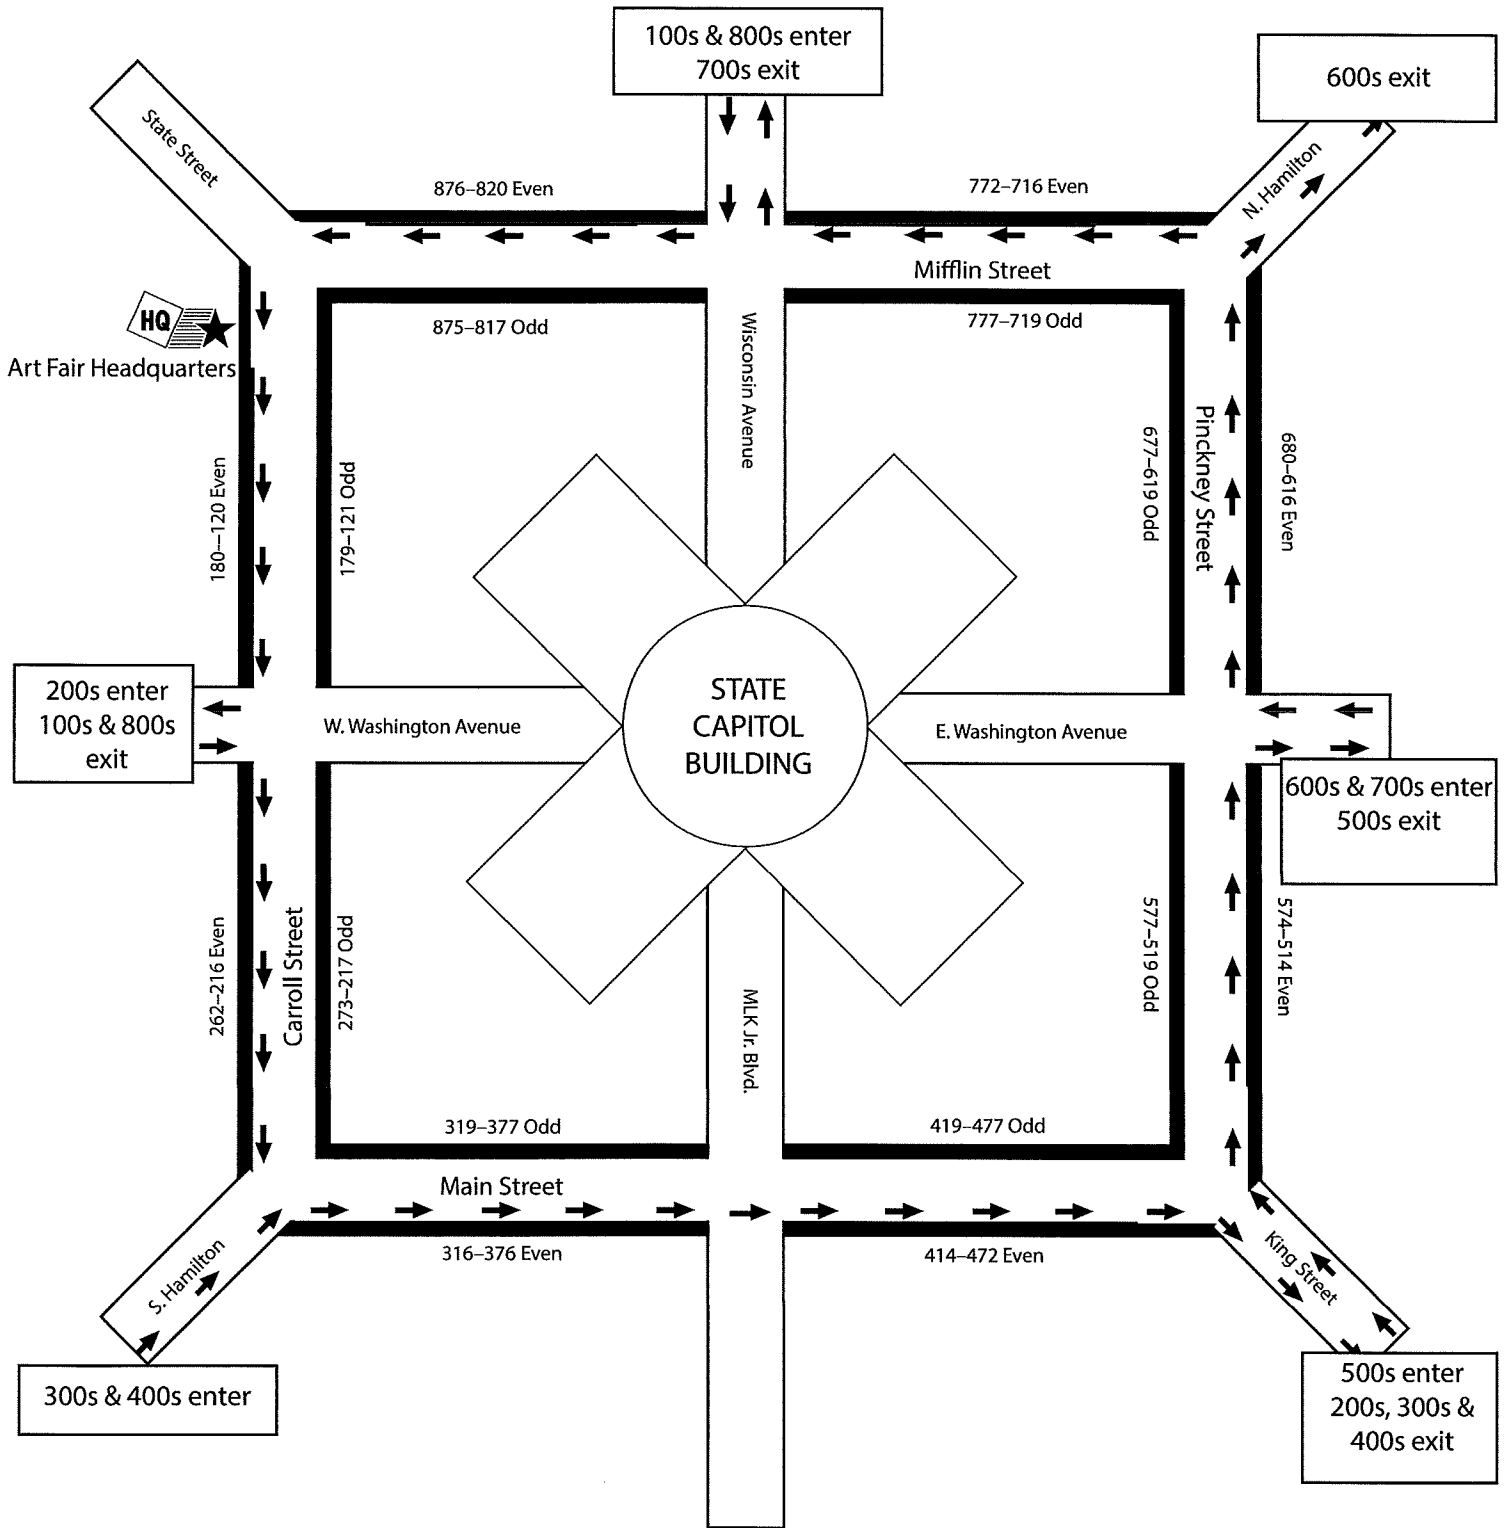 100s & 800s enter
700s exit
600s exit
State Street
N. Hamilton
876–820 Even
772–716 Even
Mifflin Street
875–817 Odd
777–719 Odd
HQ
Art Fair Headquarters
Wisconsin Avenue
Pinckney Street
180—120 Even
179–121 Odd
677–619 Odd
680–616 Even
200s enter
100s & 800s
exit
W. Washington Avenue
STATE
CAPITOL
BUILDING
E. Washington Avenue
600s & 700s enter
500s exit
262–216 Even
Carroll Street
273–217 Odd
MLK Jr. Blvd.
577–519 Odd
574–514 Even
319–377 Odd
419–477 Odd
Main Street
316–376 Even
414–472 Even
S. Hamilton
King Street
300s & 400s enter
500s enter
200s, 300s &
400s exit